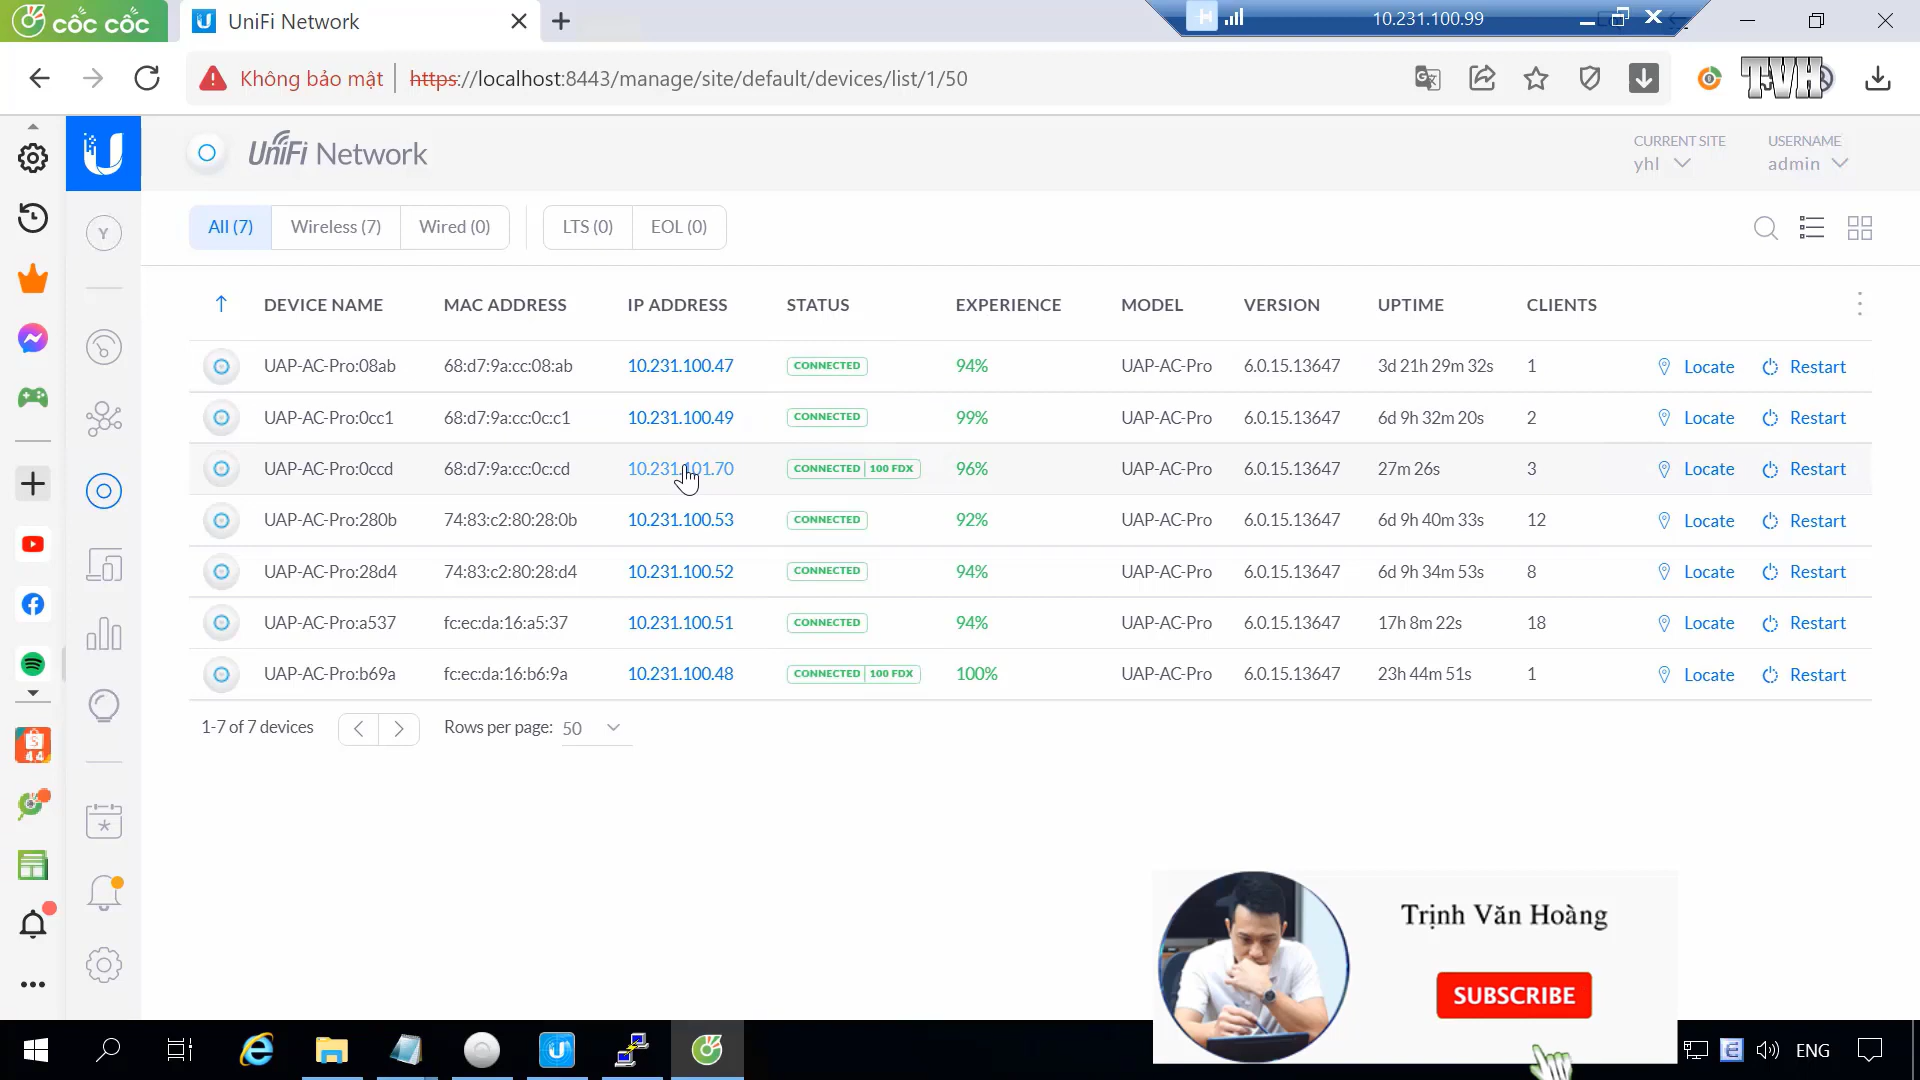 cốc cốc
UniFi Network
10.231.100.99
Không bảo mật
https://localhost:8443/manage/site/default/devices/list/1/50
TVH
UniFi Network
CURRENT SITE
yhl
USERNAME
admin
Y
All (7)
Wireless (7)
Wired (0)
LTS (0)
EOL (0)
DEVICE NAME MAC ADDRESS IP ADDRESS STATUS EXPERIENCE MODEL VERSION UPTIME CLIENTS
UAP-AC-Pro:08ab 68:d7:9a:cc:08:ab 10.231.100.47 CONNECTED 94% UAP-AC-Pro 6.0.15.13647 3d 21h 29m 32s 1 Locate Restart
UAP-AC-Pro:0cc1 68:d7:9a:cc:0c:c1 10.231.100.49 CONNECTED 99% UAP-AC-Pro 6.0.15.13647 6d 9h 32m 20s 2 Locate Restart
UAP-AC-Pro:0ccd 68:d7:9a:cc:0c:cd 10.231.101.70 CONNECTED 100 FDX 96% UAP-AC-Pro 6.0.15.13647 27m 26s 3 Locate Restart
UAP-AC-Pro:280b 74:83:c2:80:28:0b 10.231.100.53 CONNECTED 92% UAP-AC-Pro 6.0.15.13647 6d 9h 40m 33s 12 Locate Restart
UAP-AC-Pro:28d4 74:83:c2:80:28:d4 10.231.100.52 CONNECTED 94% UAP-AC-Pro 6.0.15.13647 6d 9h 34m 53s 8 Locate Restart
UAP-AC-Pro:a537 fc:ec:da:16:a5:37 10.231.100.51 CONNECTED 94% UAP-AC-Pro 6.0.15.13647 17h 8m 22s 18 Locate Restart
UAP-AC-Pro:b69a fc:ec:da:16:b6:9a 10.231.100.48 CONNECTED 100 FDX 100% UAP-AC-Pro 6.0.15.13647 23h 44m 51s 1 Locate Restart
1-7 of 7 devices
Rows per page: 50
4.4
Trịnh Văn Hoàng
SUBSCRIBE
ENG